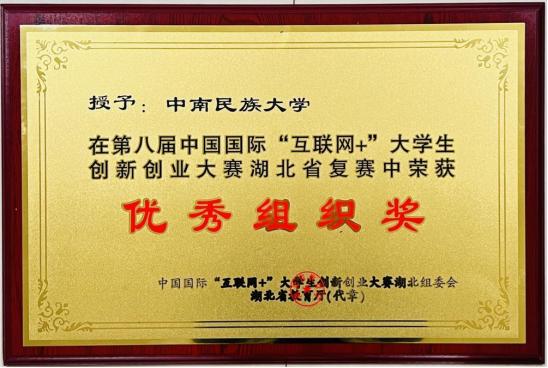 授予：中南民族大学
在第八届中国国际“互联网+”大学生
创新创业大赛湖北省复赛中荣获
优秀组织奖
中国国际“互联网+”大学生创新创业大赛湖北组委会
湖北省教育厅(代章)